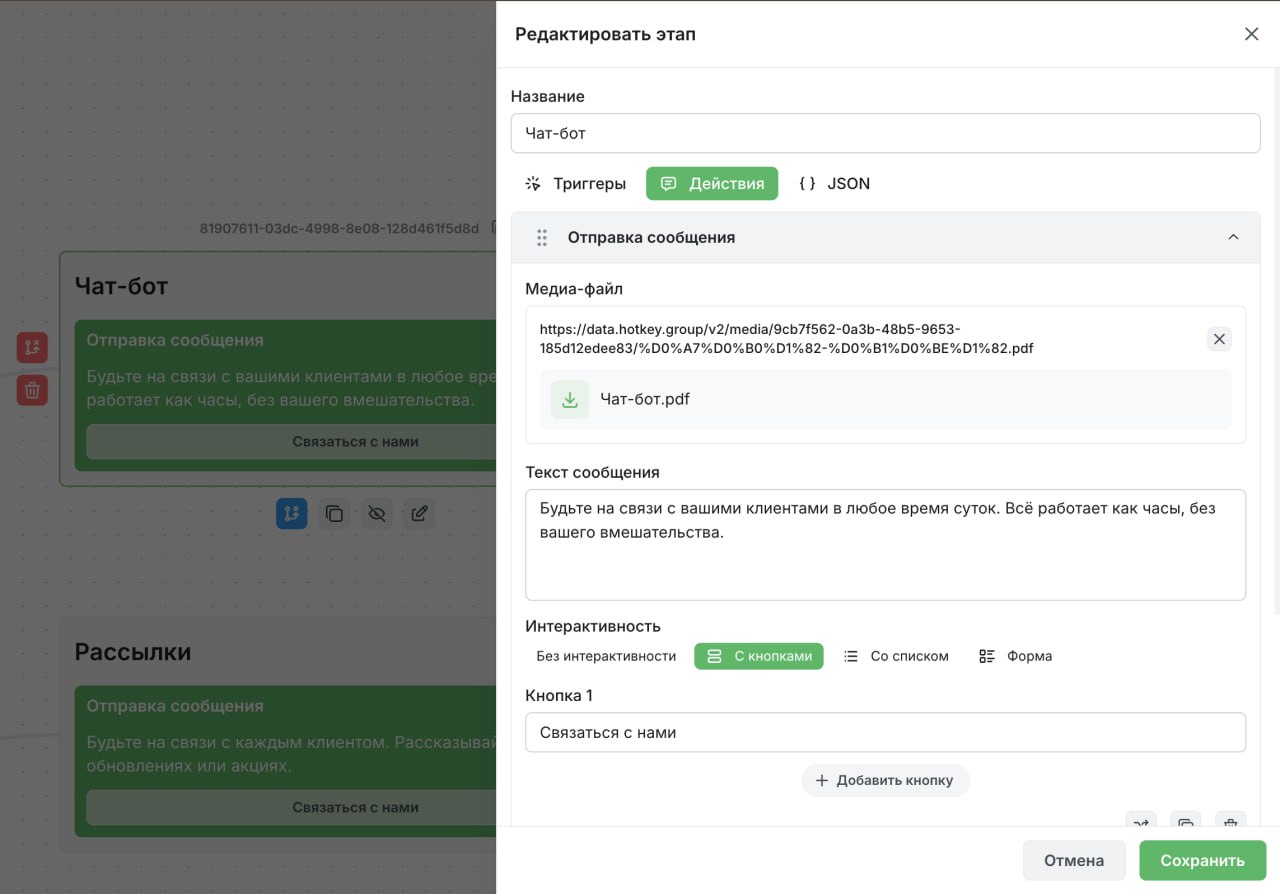 Редактировать этап
Название
Чат-бот
Триггеры
Действия
JSON
Отправка сообщения
Медиа-файл
https://data.hotkey.group/v2/media/9cb7f562-0a3b-48b5-9653-
185d12edee83/%D0%A7%D0%B0%D1%82-%D0%B1%D0%BE%D1%82.pdf
Чат-бот.pdf
Текст сообщения
Будьте на связи с вашими клиентами в любое время суток. Всё работает как часы, без
вашего вмешательства.
Интерактивность
Без интерактивности
С кнопками
Со списком
Форма
Кнопка 1
Связаться с нами
Добавить кнопку
Отмена
Сохранить
81907611-03dc-4998-8e08-128d461f5d8d
Чат-бот
Отправка сообщения
Будьте на связи с вашими клиентами в любое вре
работает как часы, без вашего вмешательства.
Связаться с нами
Рассылки
Отправка сообщения
Будьте на связи с каждым клиентом. Рассказывай
обновлениях или акциях.
Связаться с нами